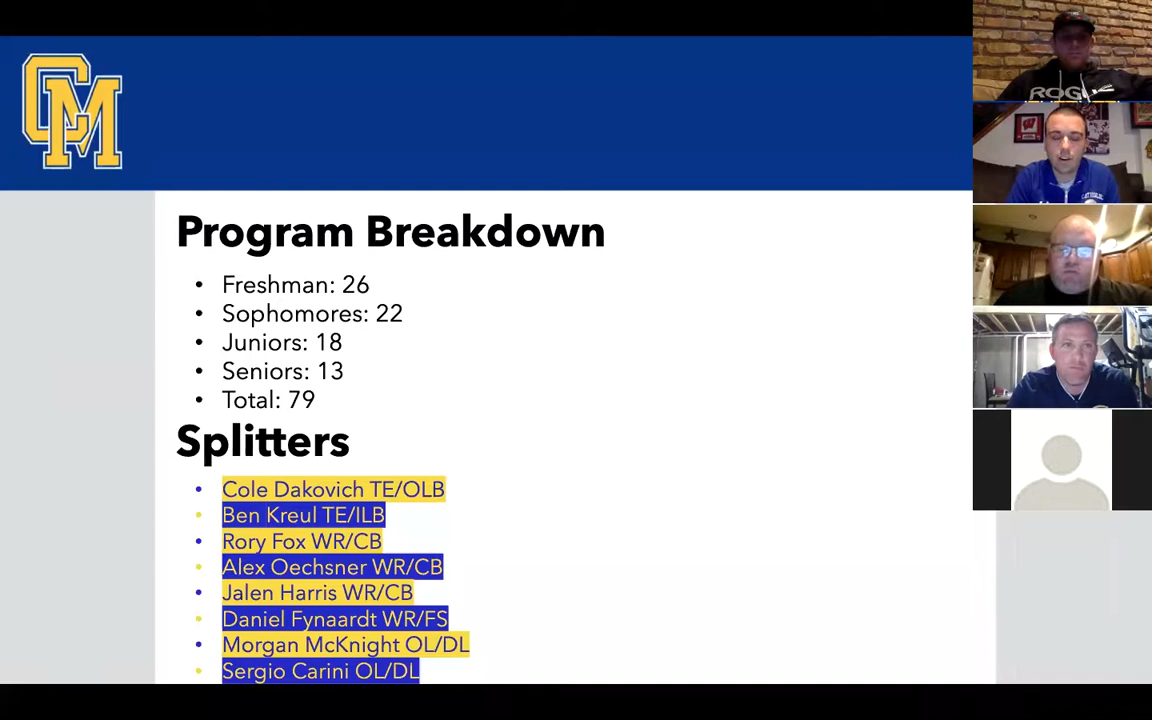 CM
Program Breakdown
• Freshman: 26
• Sophomores: 22
• Juniors: 18
• Seniors: 13
• Total: 79
Splitters
• Cole Dakovich TE/OLB
• Ben Kreul TE/ILB
• Rory Fox WR/CB
• Alex Oechsner WR/CB
• Jalen Harris WR/CB
• Daniel Fynaardt WR/FS
• Morgan McKnight OL/DL
• Sergio Carini OL/DL
ROGUE
W